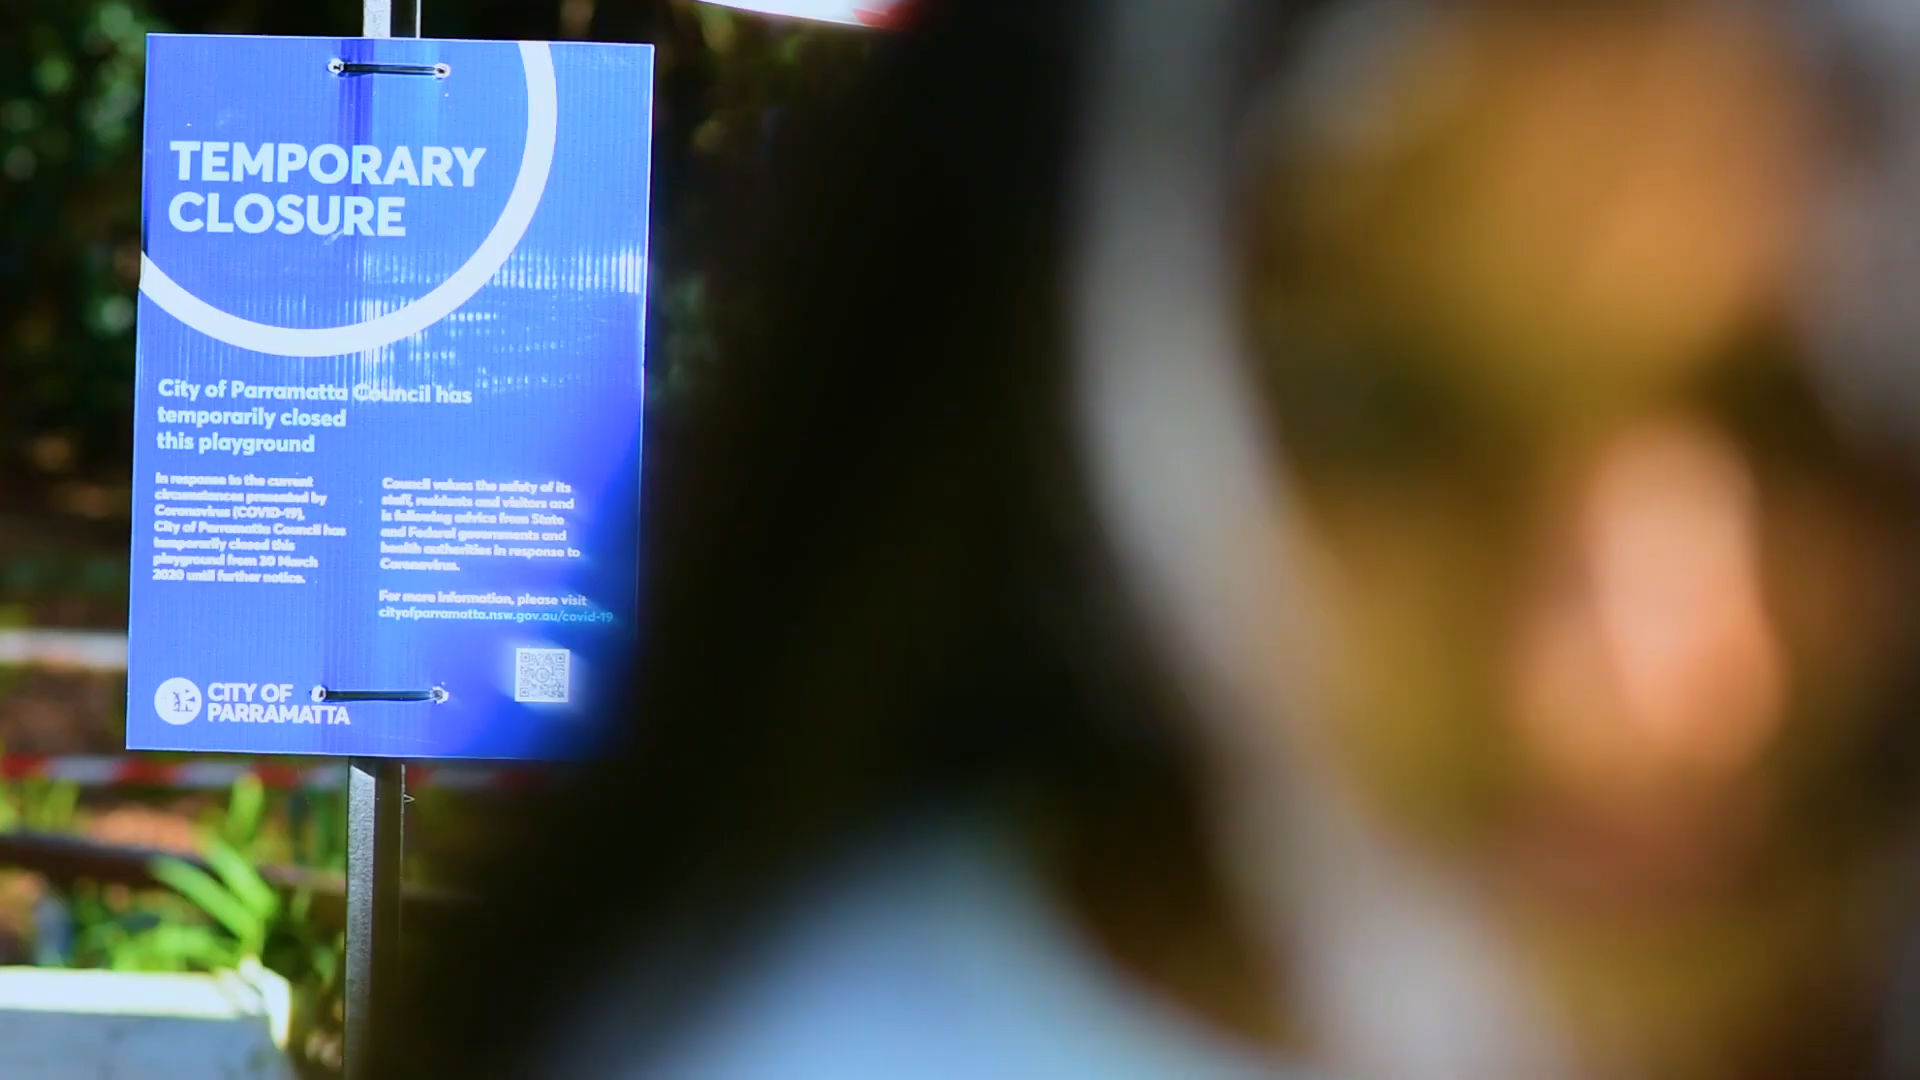 TEMPORARY
CLOSURE
City of Parramatta Council has
temporarily closed
this playground
In response to the current
circumstances presented by
Coronavirus (COVID-19),
City of Parramatta Council has
temporarily closed this
playground from 30 March
2020 until further notice.
Council values the safety of its
staff, residents and visitors and
is following advice from State
and Federal governments and
health authorities in response to
Coronavirus.
For more information, please visit
cityofparramatta.nsw.gov.au/covid-19
CITY OF
PARRAMATTA